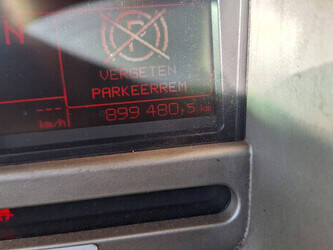 N
P
VERGETEN
PARKEERREM
--- 899 480,5 km
km/h